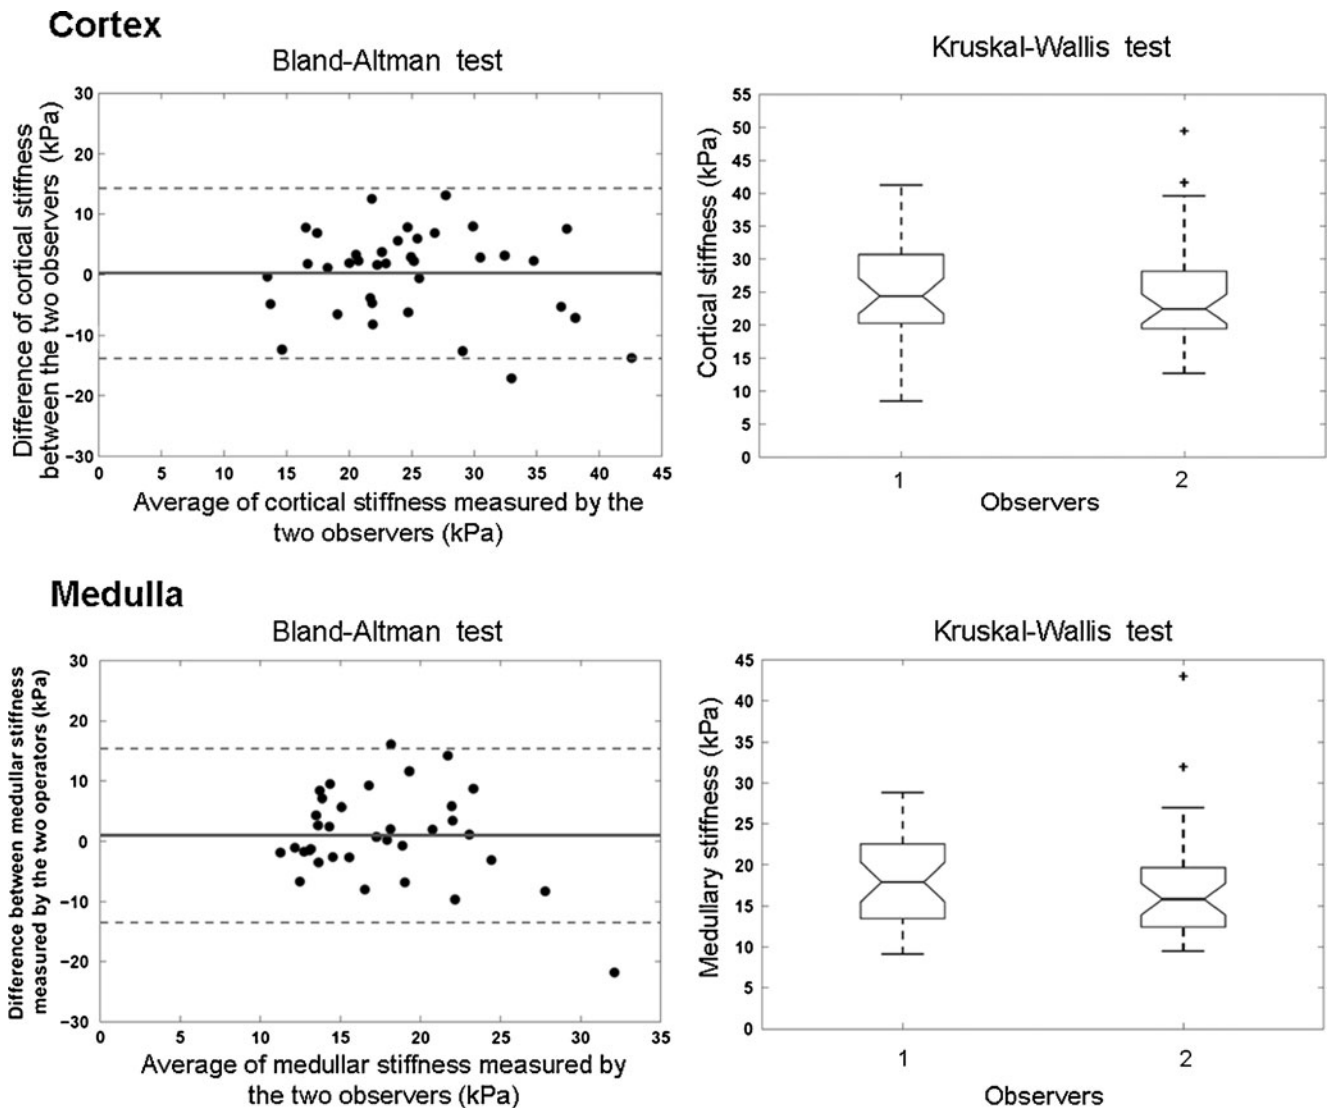 Cortex
Bland-Altman test
Difference of cortical stiffness
between the two observers (kPa)
30
20
10
0
−10
−20
−30
0 5 10 15 20 25 30 35 40 45
Average of cortical stiffness measured by the
two observers (kPa)
Kruskal-Wallis test
Cortical stiffness (kPa)
55
50
45
40
35
30
25
20
15
10
5
0
1 2
Observers
Medulla
Bland-Altman test
Difference between medullar stiffness
measured by the two operators (kPa)
30
20
10
0
−10
−20
−30
0 5 10 15 20 25 30 35
Average of medullar stiffness measured by
the two observers (kPa)
Kruskal-Wallis test
Medullary stiffness (kPa)
45
40
35
30
25
20
15
10
5
0
1 2
Observers